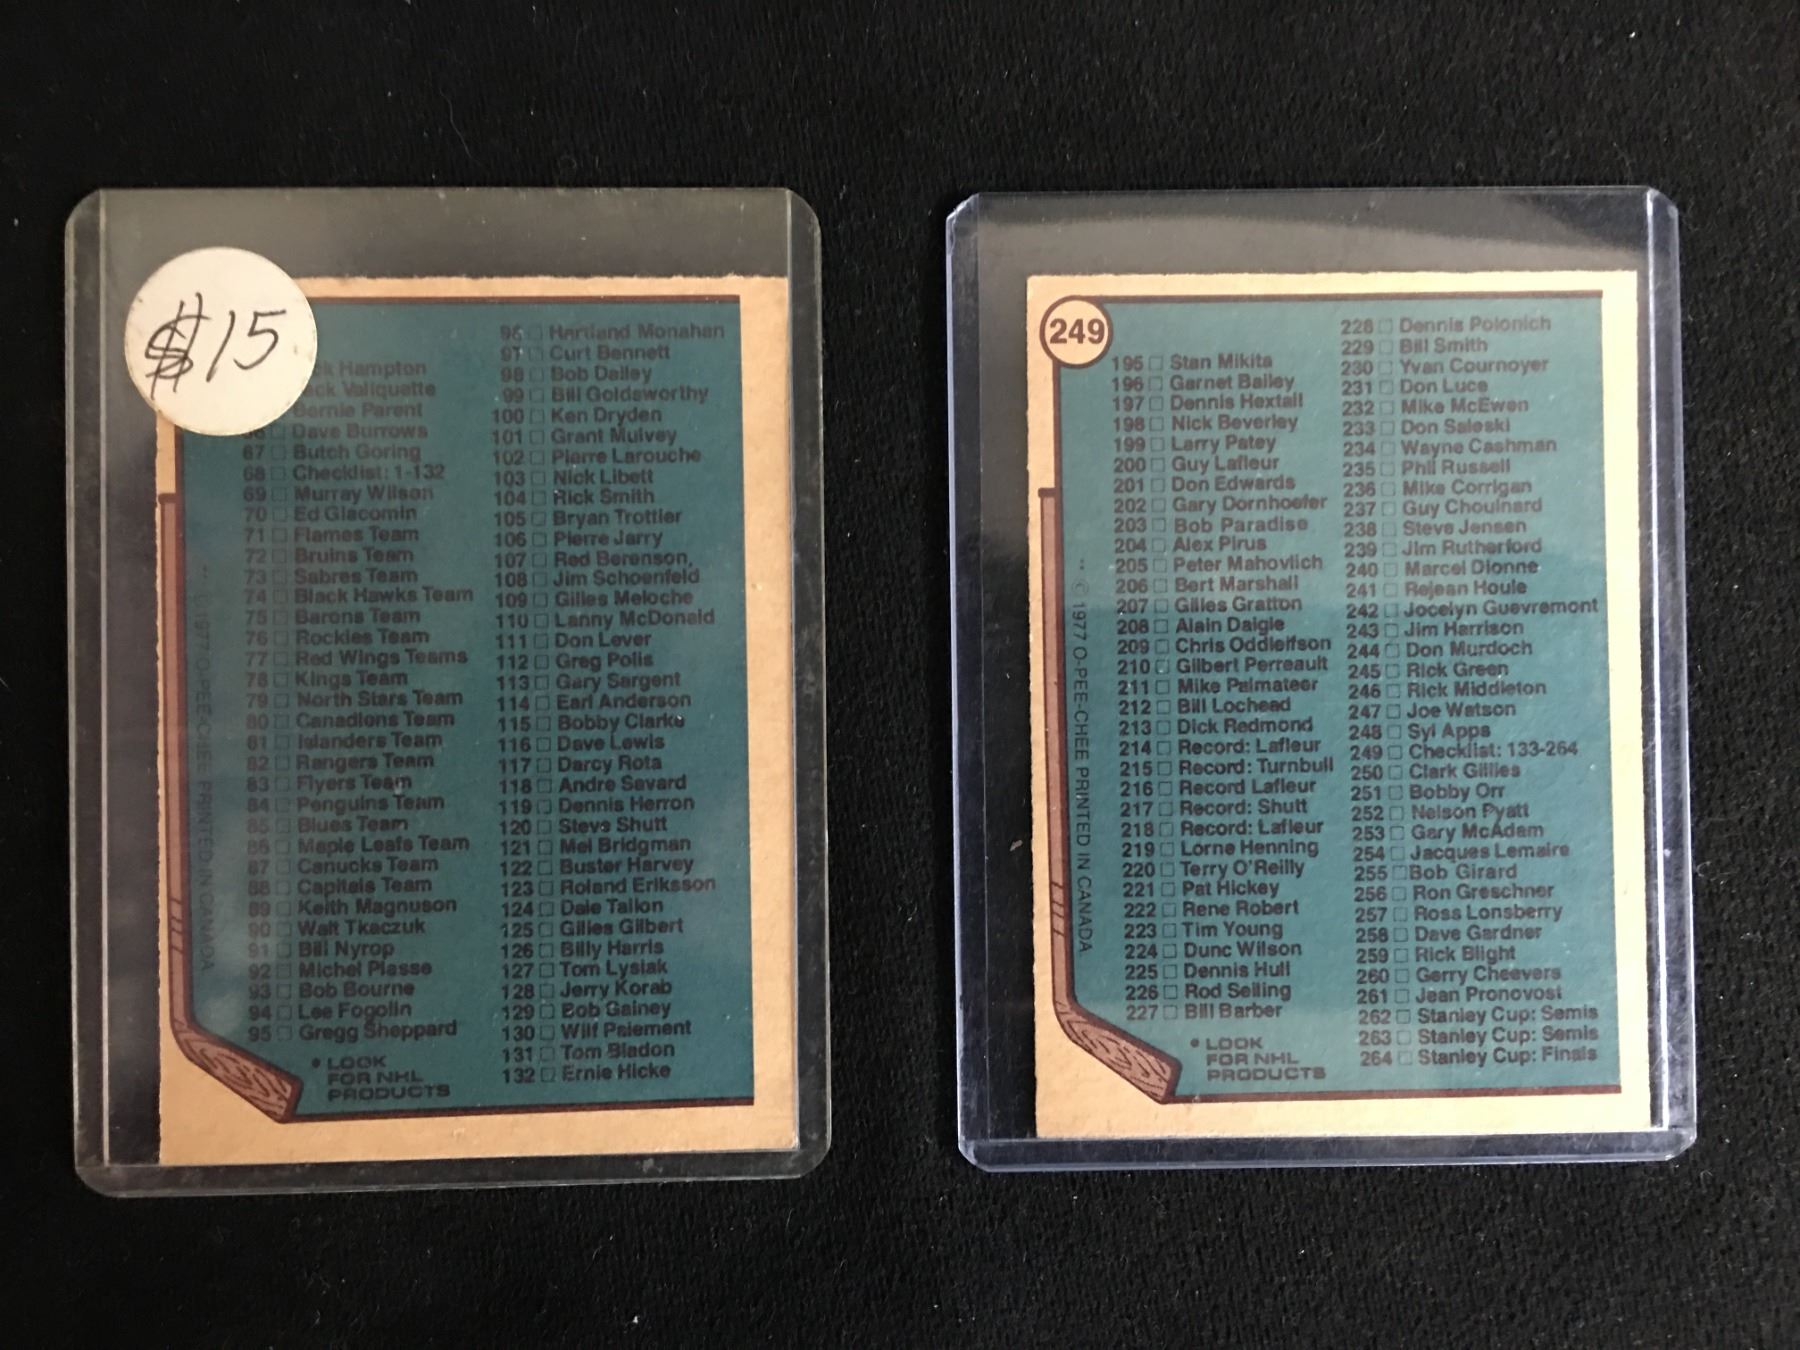 $15
Hampton
Valiquette
Bernie Parent
Dave Burrows
67 Butch Goring
68 Checklist: 1-132
69 Murray Wilson
70 Ed Giacomin
71 Flames Team
72 Bruins Team
73 Sabres Team
74 Black Hawks Team
75 Barons Team
76 Rockies Team
77 Red Wings Teams
78 Kings Team
79 North Stars Team
80 Canadiens Team
81 Islanders Team
82 Rangers Team
83 Flyers Team
84 Penguins Team
85 Blues Team
86 Maple Leafs Team
87 Canucks Team
88 Capitals Team
89 Keith Magnuson
90 Walt Tkaczuk
91 Bill Nyrop
92 Michel Plasse
93 Bob Bourne
94 Lee Fogolin
95 Gregg Sheppard
• LOOK
FOR NHL
PRODUCTS
96 Hartland Monahan
97 Curt Bennett
98 Bob Dailey
99 Bill Goldsworthy
100 Ken Dryden
101 Grant Mulvey
102 Pierre Larouche
103 Nick Libett
104 Rick Smith
105 Bryan Trottier
106 Pierre Jarry
107 Red Berenson,
108 Jim Schoenfeld
109 Gilles Meloche
110 Lanny McDonald
111 Don Lever
112 Greg Polis
113 Gary Sargent
114 Earl Anderson
115 Bobby Clarke
116 Dave Lewis
117 Darcy Rota
118 Andre Savard
119 Dennis Herron
120 Steve Shutt
121 Mel Bridgman
122 Buster Harvey
123 Roland Eriksson
124 Dale Tallon
125 Gilles Gilbert
126 Billy Harris
127 Tom Lysiak
128 Jerry Korab
129 Bob Gainey
130 Wilf Paiement
131 Tom Bladon
132 Ernie Hicke
** © 1977 O-PEE-CHEE PRINTED IN CANADA
249
195 Stan Mikita
196 Garnet Bailey
197 Dennis Hextall
198 Nick Beverley
199 Larry Patey
200 Guy Lafleur
201 Don Edwards
202 Gary Dornhoefer
203 Bob Paradise
204 Alex Pirus
205 Peter Mahovlich
206 Bert Marshall
207 Gilles Gratton
208 Alain Daigle
209 Chris Oddleifson
210 Gilbert Perreault
211 Mike Palmateer
212 Bill Lochead
213 Dick Redmond
214 Record: Lafleur
215 Record: Turnbull
216 Record Lafleur
217 Record: Shutt
218 Record: Lafleur
219 Lorne Henning
220 Terry O'Reilly
221 Pat Hickey
222 Rene Robert
223 Tim Young
224 Dunc Wilson
225 Dennis Hull
226 Rod Seiling
227 Bill Barber
• LOOK
FOR NHL
PRODUCTS
228 Dennis Polonich
229 Bill Smith
230 Yvan Cournoyer
231 Don Luce
232 Mike McEwen
233 Don Saleski
234 Wayne Cashman
235 Phil Russell
236 Mike Corrigan
237 Guy Chouinard
238 Steve Jensen
239 Jim Rutherford
240 Marcel Dionne
241 Rejean Houle
242 Jocelyn Guevremont
243 Jim Harrison
244 Don Murdoch
245 Rick Green
246 Rick Middleton
247 Joe Watson
248 Syl Apps
249 Checklist: 133-264
250 Clark Gillies
251 Bobby Orr
252 Nelson Pyatt
253 Gary McAdam
254 Jacques Lemaire
255 Bob Girard
256 Ron Greschner
257 Ross Lonsberry
258 Dave Gardner
259 Rick Blight
260 Gerry Cheevers
261 Jean Pronovost
262 Stanley Cup: Semis
263 Stanley Cup: Semis
264 Stanley Cup: Finals
** © 1977 O-PEE-CHEE PRINTED IN CANADA